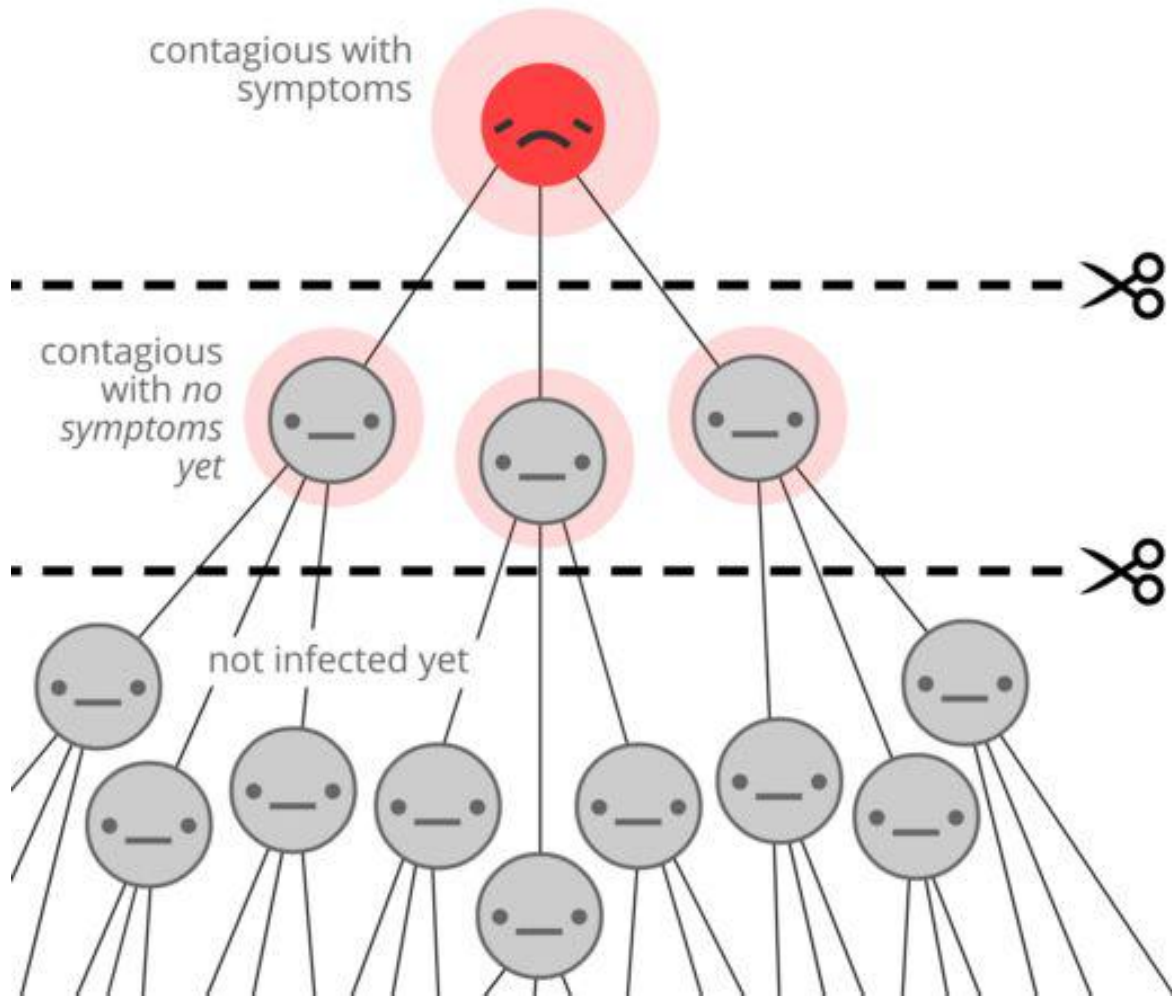 contagious with
symptoms
contagious
with no
symptoms
yet
not infected yet